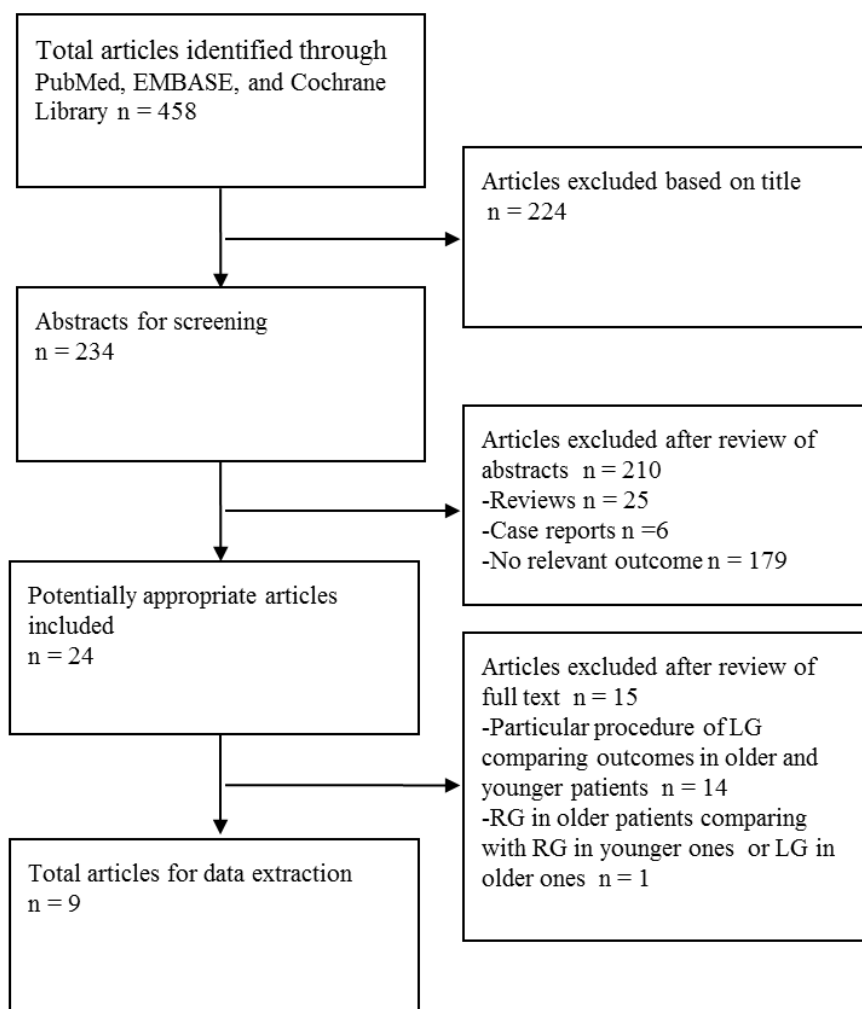 Total articles identified through
PubMed, EMBASE, and Cochrane
Library n = 458
Articles excluded based on title
n = 224
Abstracts for screening
n = 234
Articles excluded after review of
abstracts n = 210
-Reviews n = 25
-Case reports n =6
-No relevant outcome n = 179
Potentially appropriate articles
included
n = 24
Articles excluded after review of
full text n = 15
-Particular procedure of LG
comparing outcomes in older and
younger patients n = 14
-RG in older patients comparing
with RG in younger ones or LG in
older ones n = 1
Total articles for data extraction
n = 9